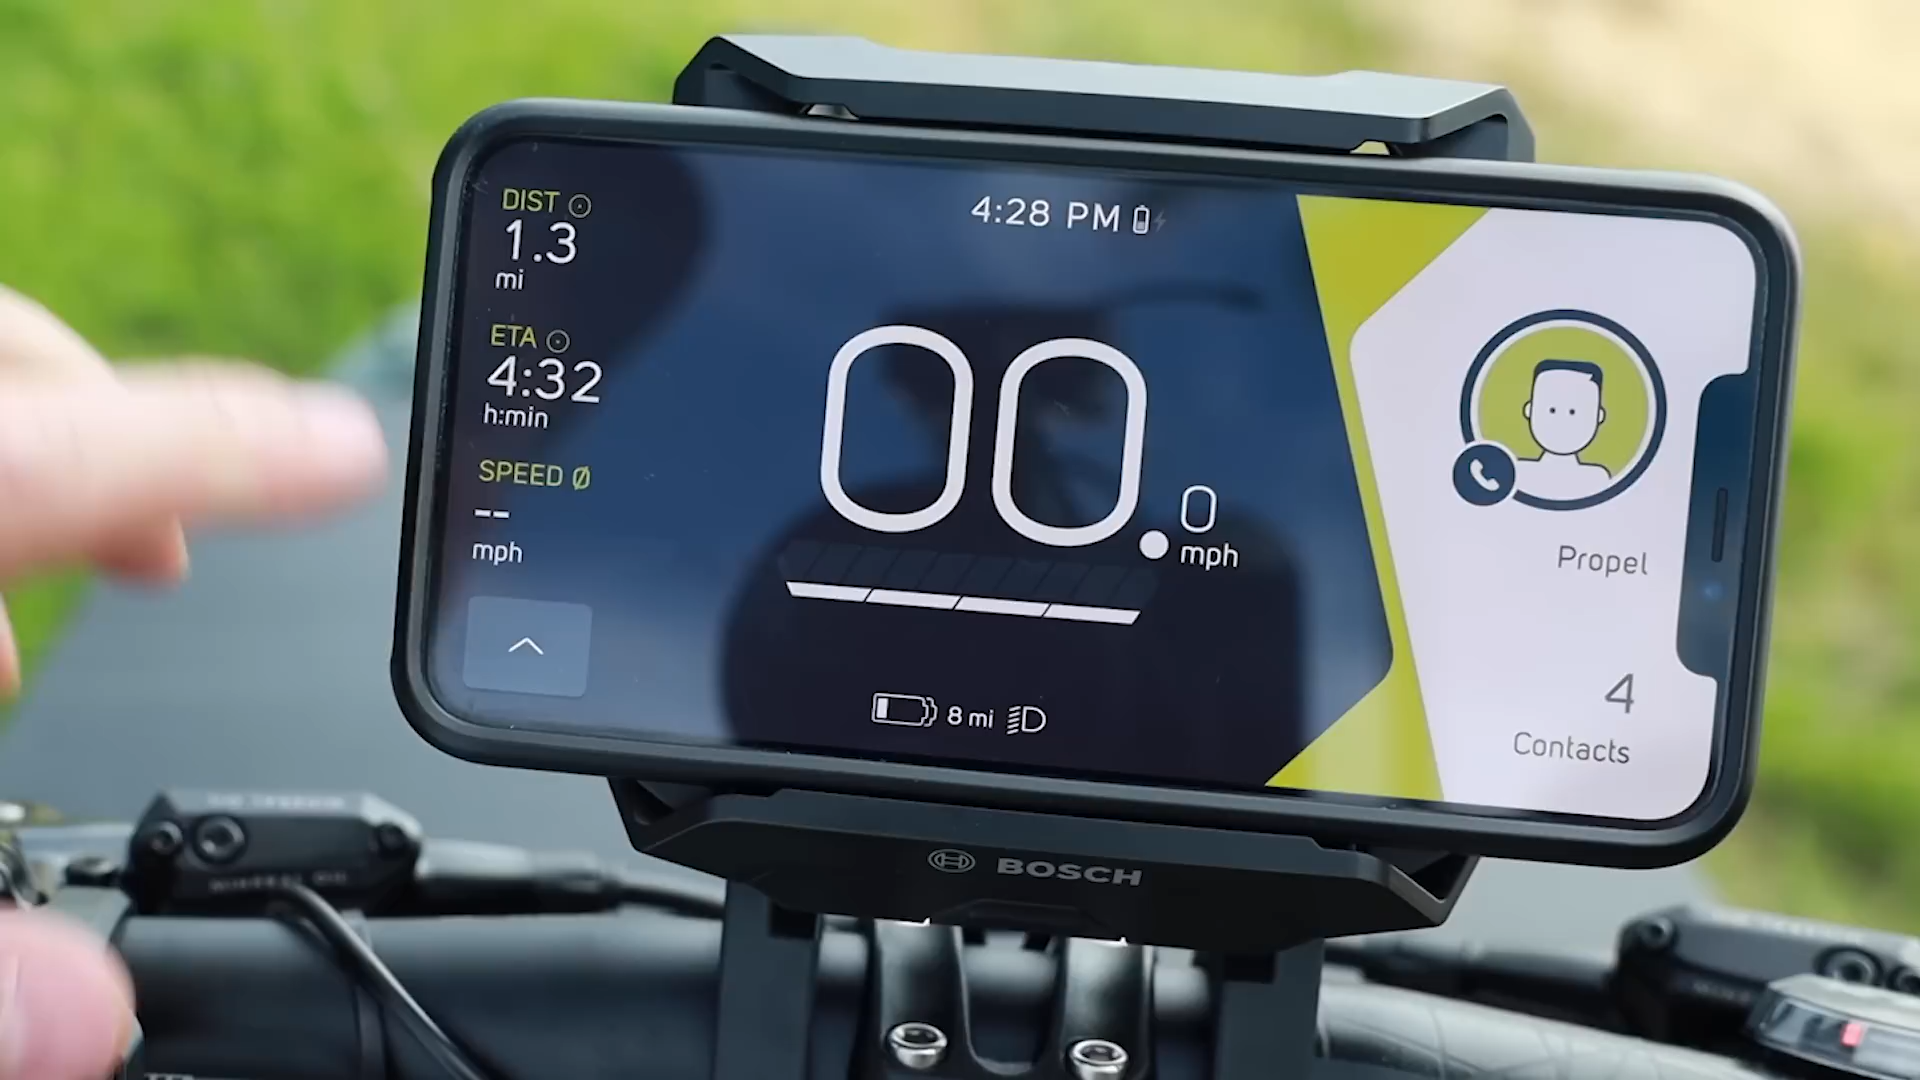 DIST
1.3
mi
ETA
4:32
h:min
SPEED Ø
--
mph
4:28 PM
00.0
mph
8 mi
Propel
4
Contacts
BOSCH